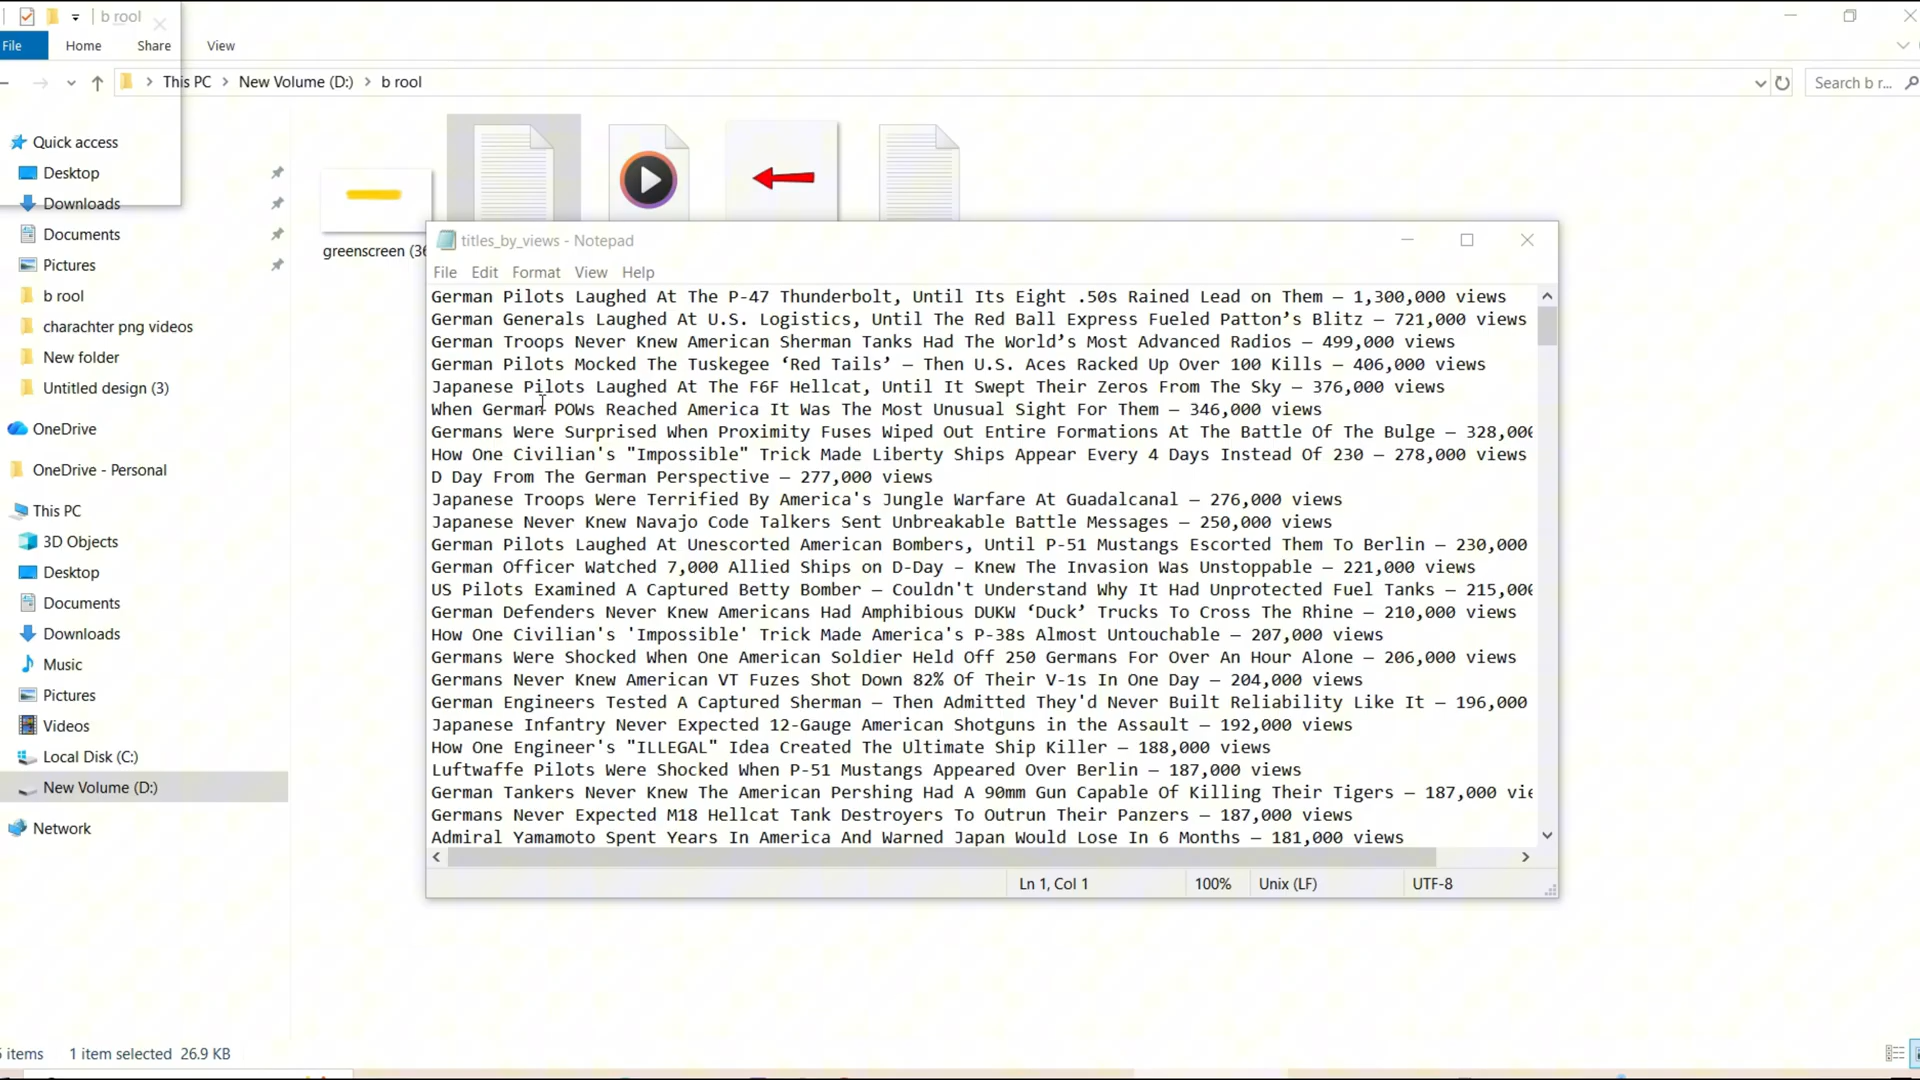 b rool
File Home Share View
This PC > New Volume (D:) > b rool
Search b r...
Quick access
Desktop
Downloads
Documents
Pictures
b rool
charachter png videos
New folder
Untitled design (3)
OneDrive
OneDrive - Personal
This PC
3D Objects
Desktop
Documents
Downloads
Music
Pictures
Videos
Local Disk (C:)
New Volume (D:)
Network
greenscreen (36
titles_by_views - Notepad
File Edit Format View Help
German Pilots Laughed At The P-47 Thunderbolt, Until Its Eight .50s Rained Lead on Them — 1,300,000 views
German Generals Laughed At U.S. Logistics, Until The Red Ball Express Fueled Patton’s Blitz — 721,000 views
German Troops Never Knew American Sherman Tanks Had The World’s Most Advanced Radios — 499,000 views
German Pilots Mocked The Tuskegee ‘Red Tails’ — Then U.S. Aces Racked Up Over 100 Kills — 406,000 views
Japanese Pilots Laughed At The F6F Hellcat, Until It Swept Their Zeros From The Sky — 376,000 views
When German POWs Reached America It Was The Most Unusual Sight For Them — 346,000 views
Germans Were Surprised When Proximity Fuses Wiped Out Entire Formations At The Battle Of The Bulge — 328,000
How One Civilian's "Impossible" Trick Made Liberty Ships Appear Every 4 Days Instead Of 230 — 278,000 views
D Day From The German Perspective — 277,000 views
Japanese Troops Were Terrified By America's Jungle Warfare At Guadalcanal — 276,000 views
Japanese Never Knew Navajo Code Talkers Sent Unbreakable Battle Messages — 250,000 views
German Pilots Laughed At Unescorted American Bombers, Until P-51 Mustangs Escorted Them To Berlin — 230,000
German Officer Watched 7,000 Allied Ships on D-Day – Knew The Invasion Was Unstoppable — 221,000 views
US Pilots Examined A Captured Betty Bomber — Couldn't Understand Why It Had Unprotected Fuel Tanks — 215,000
German Defenders Never Knew Americans Had Amphibious DUKW ‘Duck’ Trucks To Cross The Rhine — 210,000 views
How One Civilian's 'Impossible' Trick Made America's P-38s Almost Untouchable — 207,000 views
Germans Were Shocked When One American Soldier Held Off 250 Germans For Over An Hour Alone — 206,000 views
Germans Never Knew American VT Fuzes Shot Down 82% Of Their V-1s In One Day — 204,000 views
German Engineers Tested A Captured Sherman — Then Admitted They'd Never Built Reliability Like It — 196,000
Japanese Infantry Never Expected 12-Gauge American Shotguns in the Assault — 192,000 views
How One Engineer's "ILLEGAL" Idea Created The Ultimate Ship Killer — 188,000 views
Luftwaffe Pilots Were Shocked When P-51 Mustangs Appeared Over Berlin — 187,000 views
German Tankers Never Knew The American Pershing Had A 90mm Gun Capable Of Killing Their Tigers — 187,000 vie
Germans Never Expected M18 Hellcat Tank Destroyers To Outrun Their Panzers — 187,000 views
Admiral Yamamoto Spent Years In America And Warned Japan Would Lose In 6 Months — 181,000 views
Ln 1, Col 1 100% Unix (LF) UTF-8
items 1 item selected 26.9 KB